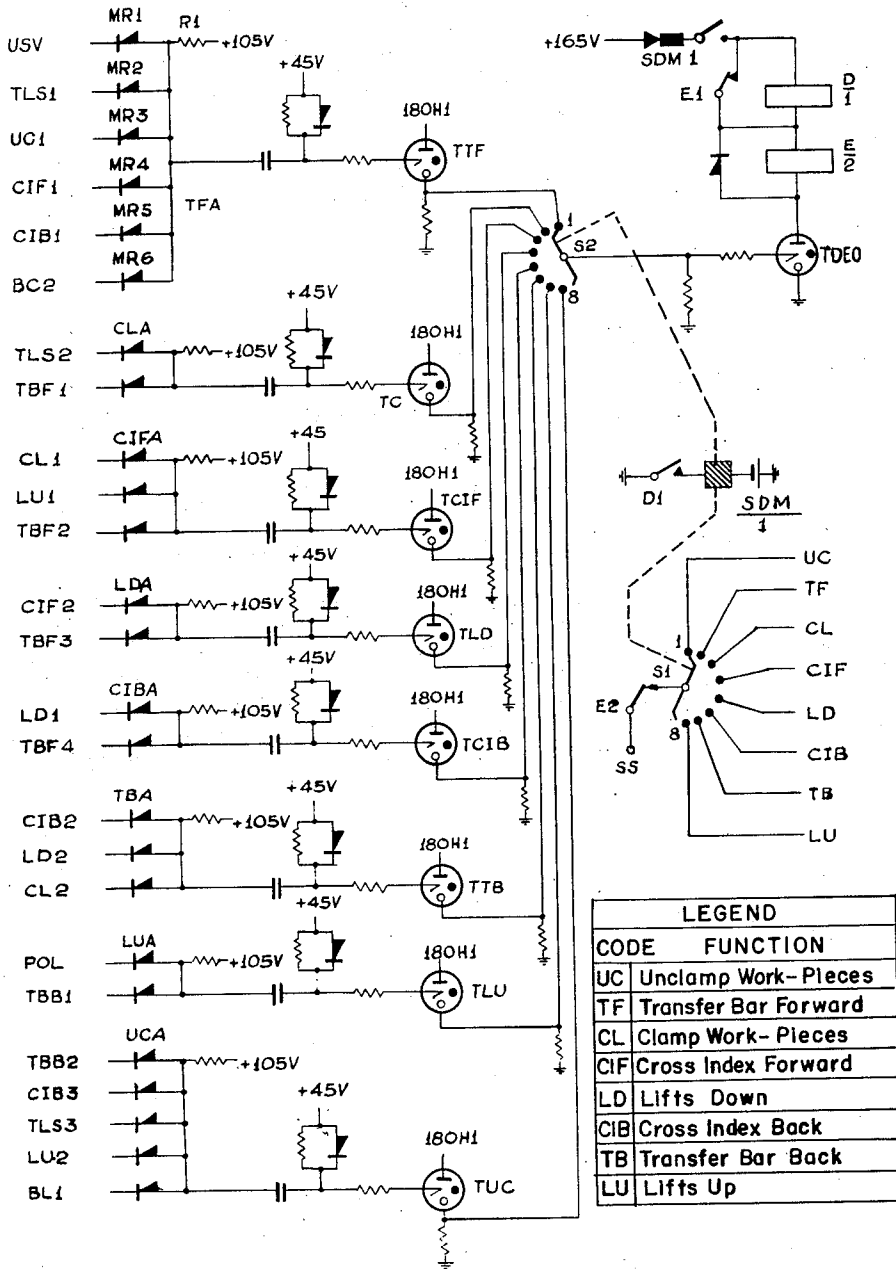 MR1
USV
R1
+105V
MR2
TLS1
MR3
UC1
MR4
CIF1
TFA
MR5
CIB1
MR6
BC2
+45V
180H1
TTF
+165V
SDM 1
E1
D
1
E
2
TDEO
1
S2
8
CLA
TLS2
+105V
TBF1
+45V
180H1
TC
CIFA
CL1
+105V
LU1
TBF2
+45
180H1
TCIF
D1
SDM
1
LDA
CIF2
+105V
TBF3
+45V
180H1
TLD
CIBA
LD1
+105V
TBF4
+45V
180H1
TCIB
UC
TF
CL
CIF
LD
CIB
TB
LU
1
S1
8
E2
SS
TBA
CIB2
+105V
LD2
CL2
+45V
180H1
TTB
LUA
POL
+105V
TBB1
+45V
180H1
TLU
UCA
TBB2
+105V
CIB3
TLS3
LU2
BL1
+45V
180H1
TUC
LEGEND
CODE FUNCTION
UC Unclamp Work-Pieces
TF Transfer Bar Forward
CL Clamp Work-Pieces
CIF Cross Index Forward
LD Lifts Down
CIB Cross Index Back
TB Transfer Bar Back
LU Lifts Up